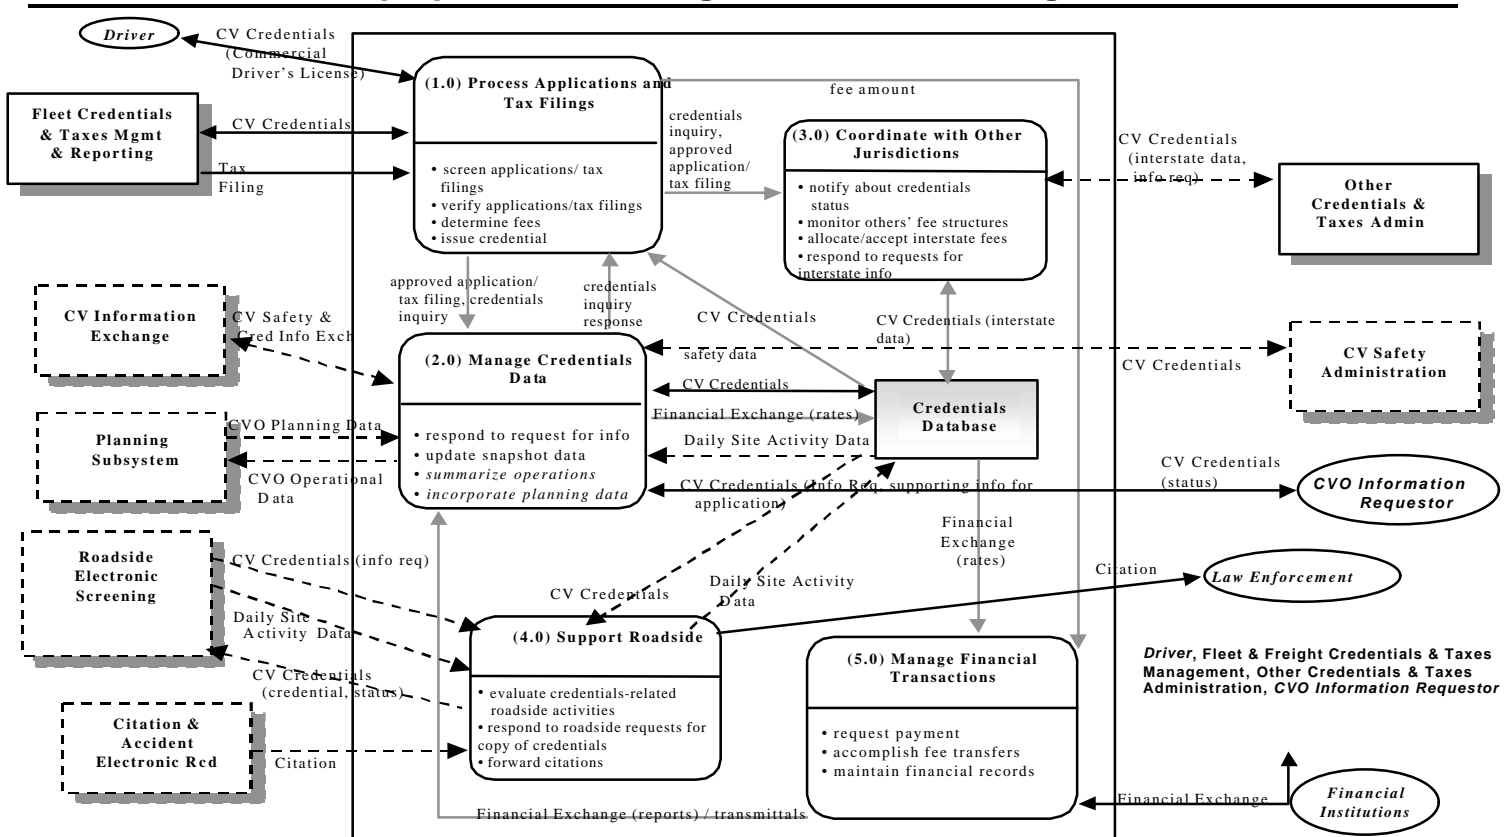 Driver
CV Credentials
(Commercial
Driver's License)
Fleet Credentials
& Taxes Mgmt
& Reporting
CV Credentials
Tax
Filing
(1.0) Process Applications and
Tax Filings
• screen applications/ tax
filings
• verify applications/tax filings
• determine fees
• issue credential
fee amount
credentials
inquiry,
approved
application/
tax filing
(3.0) Coordinate with Other
Jurisdictions
• notify about credentials
status
• monitor others' fee structures
• allocate/accept interstate fees
• respond to requests for
interstate info
CV Credentials
(interstate data,
info req)
Other
Credentials &
Taxes Admin
approved application/
tax filing, credentials
inquiry
credentials
inquiry
response
CV Information
Exchange
CV Safety &
Cred Info Exch
CV Credentials
CV Credentials (interstate
data)
safety data
CV Credentials
CV Safety
Administration
(2.0) Manage Credentials
Data
• respond to request for info
• update snapshot data
• summarize operations
• incorporate planning data
CV Credentials
Financial Exchange (rates)
Daily Site Activity Data
Credentials
Database
Planning
Subsystem
CVO Planning Data
CVO Operational
Data
CV Credentials (Info Req, supporting info for
application)
CV Credentials
(status)
CVO Information
Requestor
Roadside
Electronic
Screening
CV Credentials (info req)
Daily Site
Activity Data
CV Credentials
(credential, status)
CV Credentials
Daily Site Activity
Data
Financial
Exchange
(rates)
Citation
Law Enforcement
(4.0) Support Roadside
• evaluate credentials-related
roadside activities
• respond to roadside requests for
copy of credentials
• forward citations
(5.0) Manage Financial
Transactions
• request payment
• accomplish fee transfers
• maintain financial records
Driver, Fleet & Freight Credentials & Taxes
Management, Other Credentials & Taxes
Administration, CVO Information Requestor
Citation &
Accident
Electronic Rcd
Citation
Financial Exchange (reports) / transmittals
Financial Exchange
Financial
Institutions